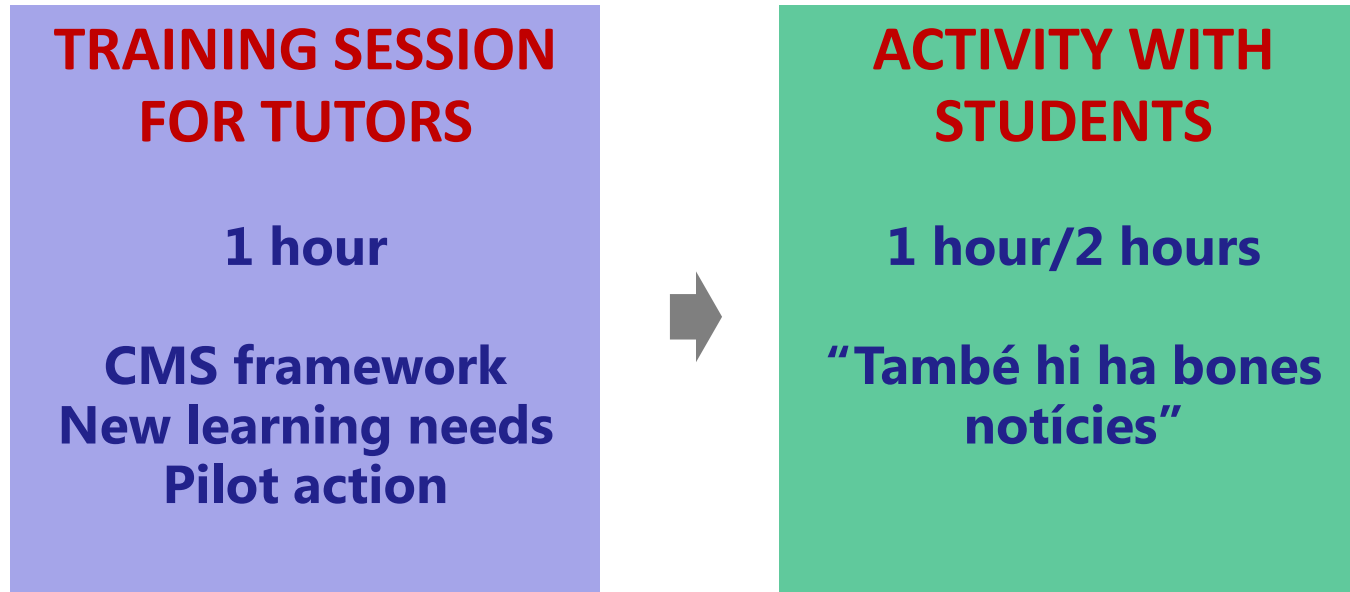 TRAINING SESSION
FOR TUTORS
1 hour
CMS framework
New learning needs
Pilot action
ACTIVITY WITH
STUDENTS
1 hour/2 hours
“També hi ha bones
notícies”